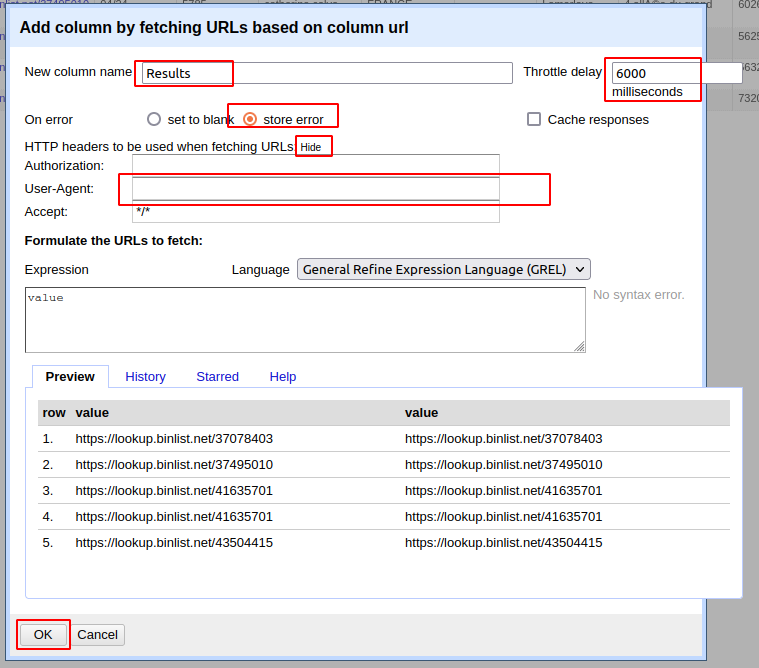 Add column by fetching URLs based on column url
New column name Results Throttle delay 6000 milliseconds
On error set to blank store error Cache responses
HTTP headers to be used when fetching URLs: Hide
Authorization:
User-Agent:
Accept: */*
Formulate the URLs to fetch:
Expression Language General Refine Expression Language (GREL)
value No syntax error.
Preview History Starred Help
row value value
1. https://lookup.binlist.net/37078403 https://lookup.binlist.net/37078403
2. https://lookup.binlist.net/37495010 https://lookup.binlist.net/37495010
3. https://lookup.binlist.net/41635701 https://lookup.binlist.net/41635701
4. https://lookup.binlist.net/41635701 https://lookup.binlist.net/41635701
5. https://lookup.binlist.net/43504415 https://lookup.binlist.net/43504415
OK Cancel